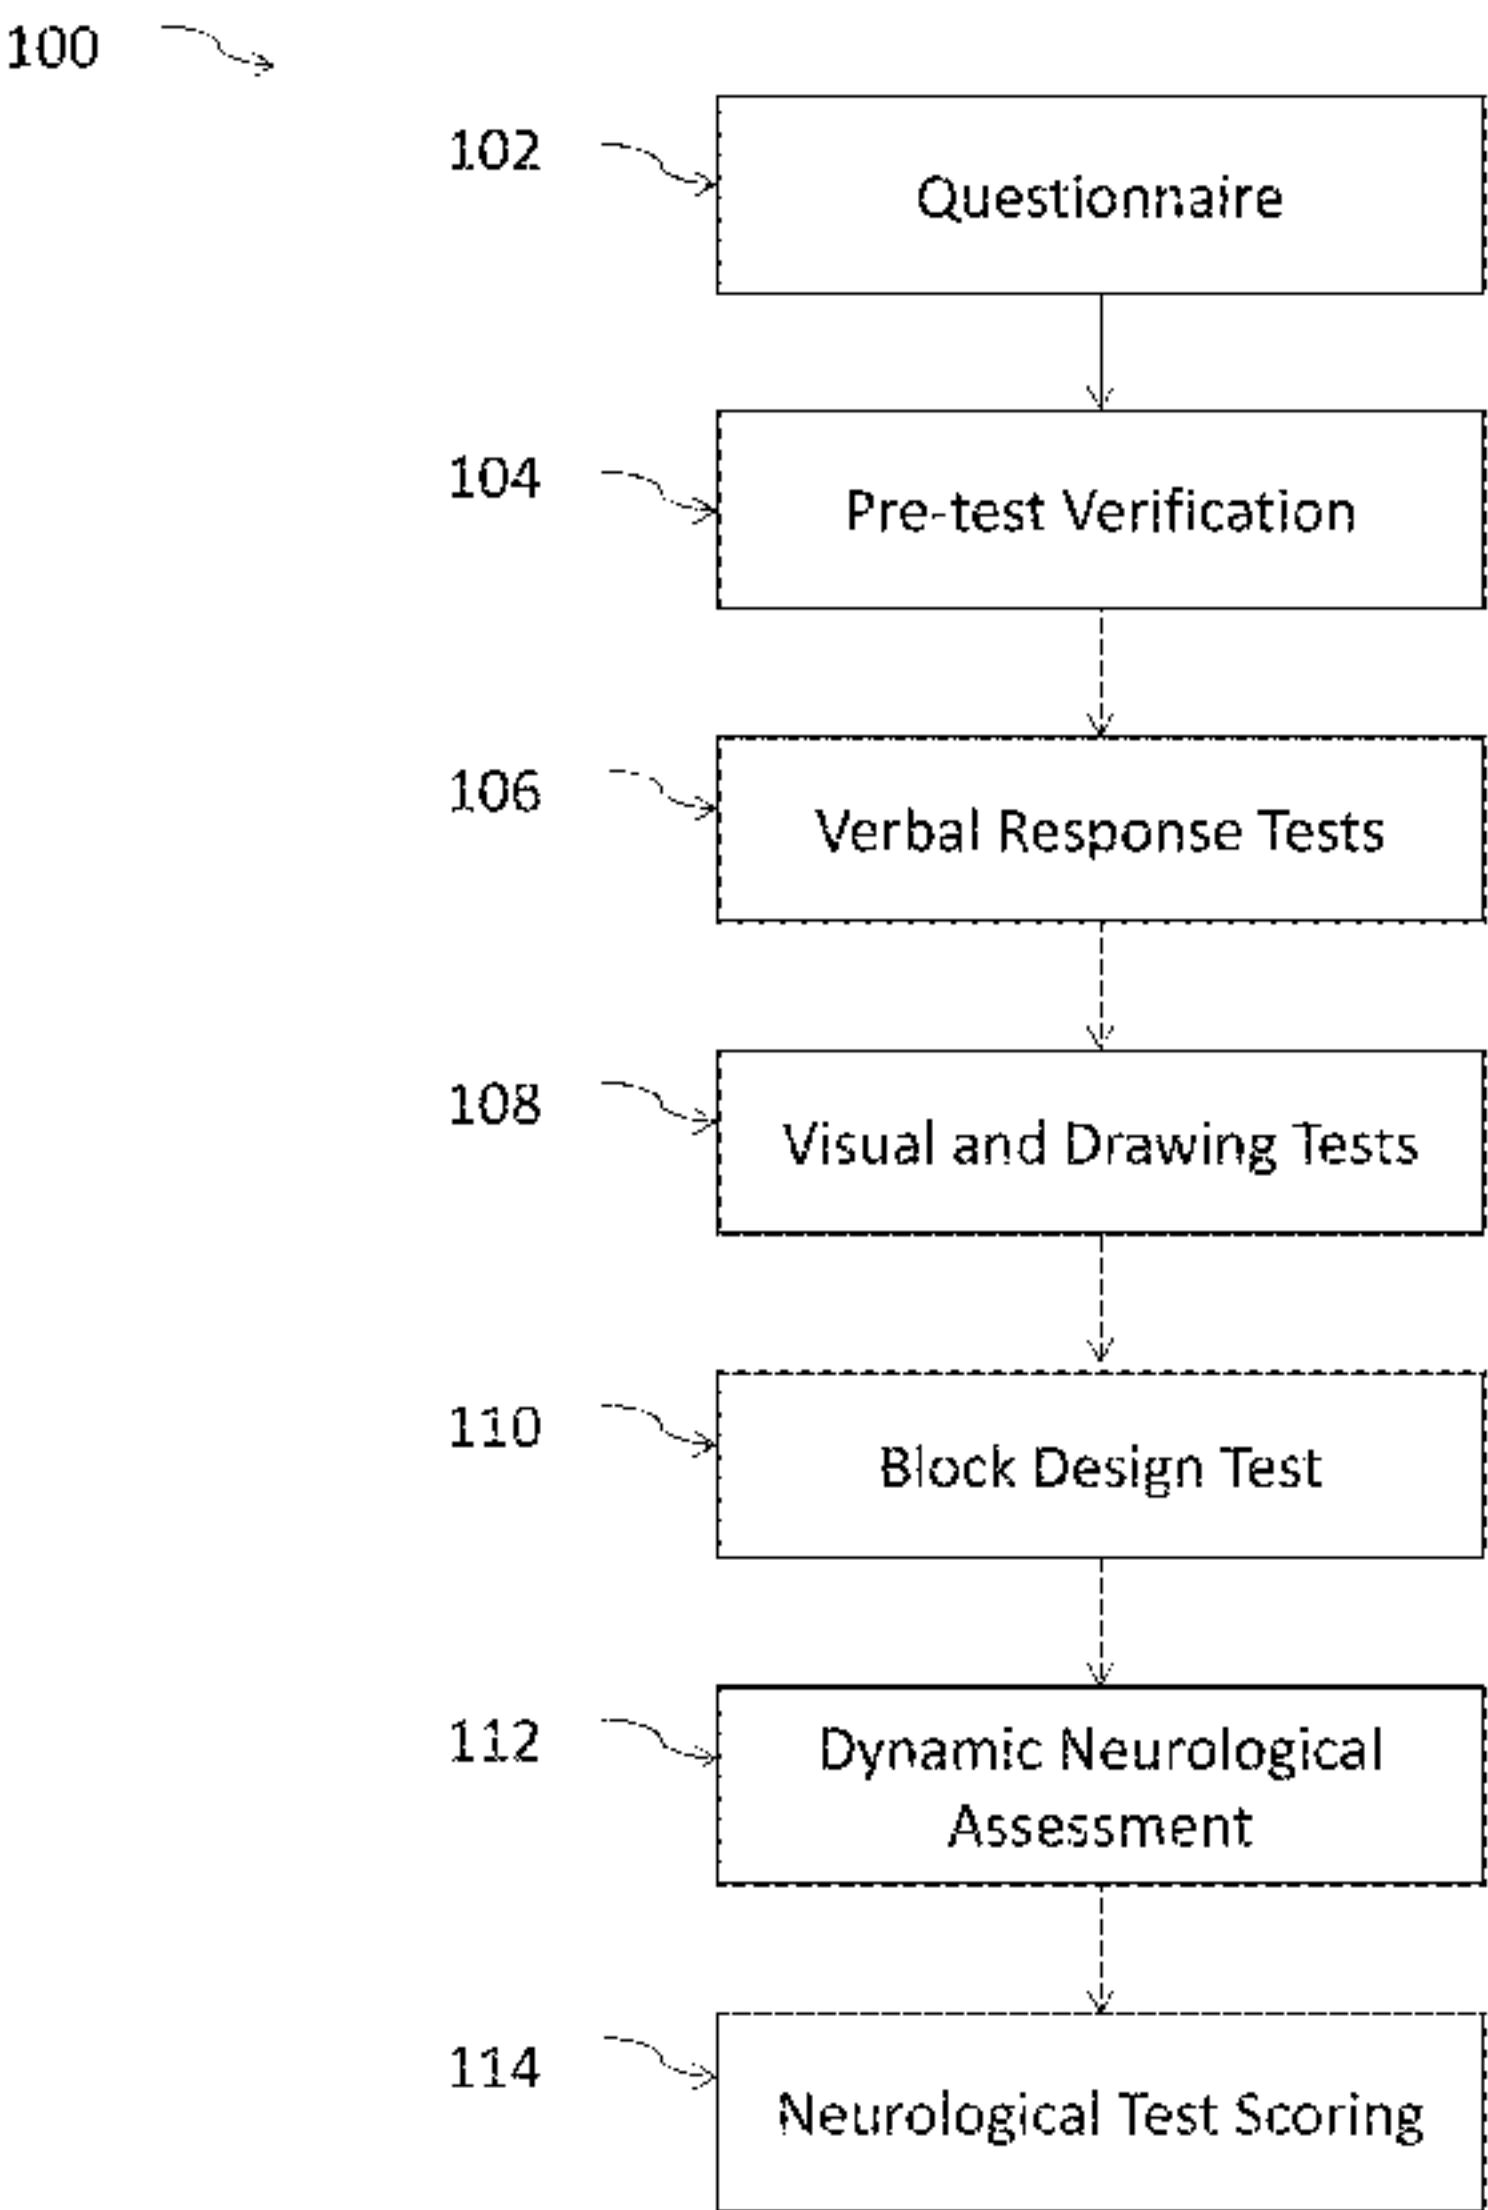 100
102
Questionnaire
104
Pre-test Verification
106
Verbal Response Tests
108
Visual and Drawing Tests
110
Block Design Test
112
Dynamic Neurological
Assessment
114
Neurological Test Scoring